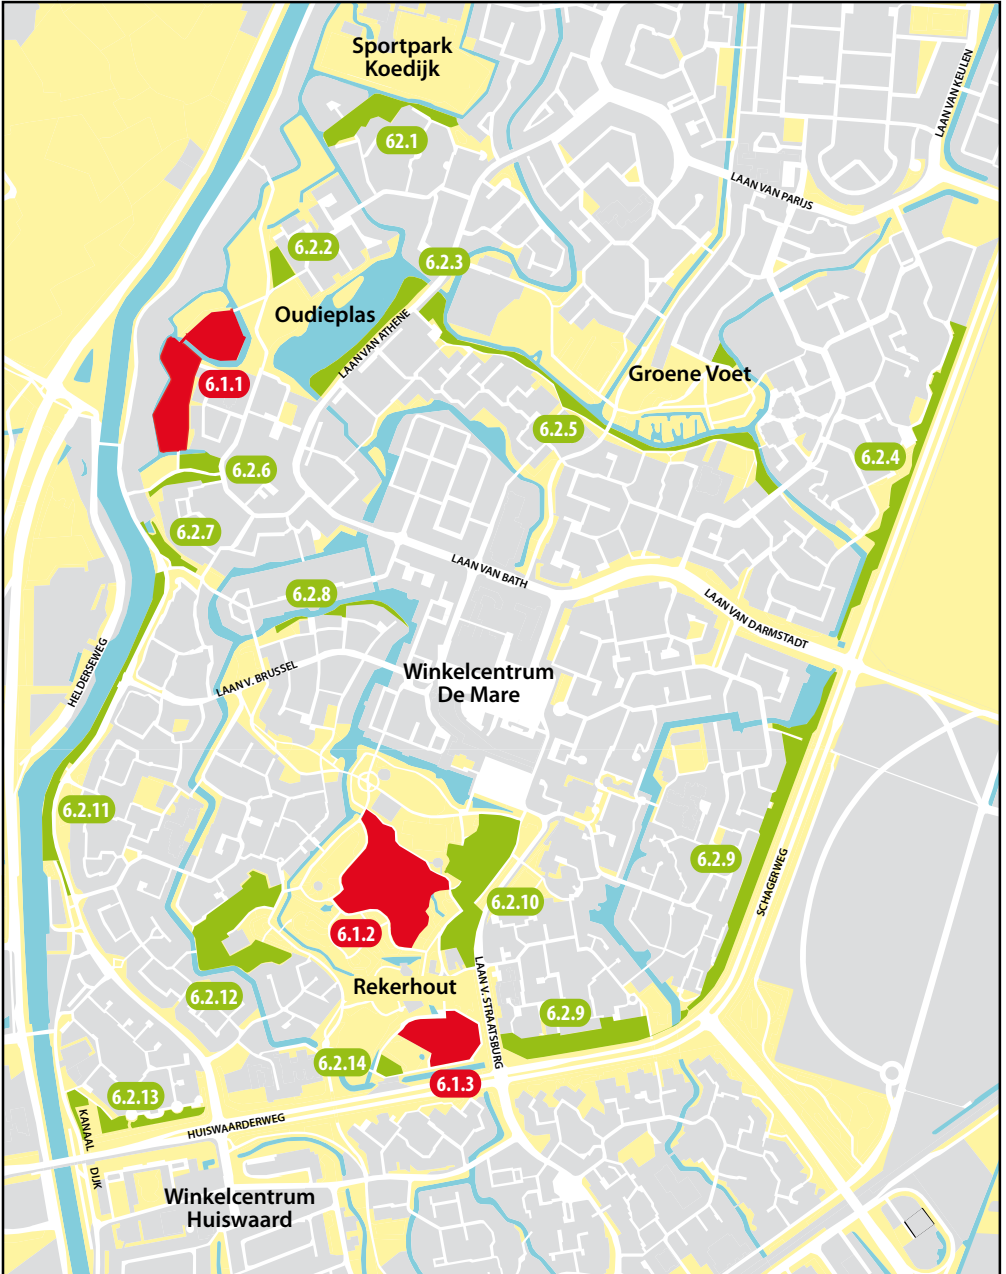 Sportpark
Koedijk
LAAN VAN KEULEN
62.1
LAAN VAN PARIJS
6.2.2
6.2.3
Oudieplas
LAAN VAN ATHENE
Groene Voet
6.1.1
6.2.5
6.2.4
6.2.6
6.2.7
LAAN VAN BATH
6.2.8
LAAN VAN DARMSTADT
HELDERSEWEG
LAAN V. BRUSSEL
Winkelcentrum
De Mare
6.2.11
6.2.9
SCHAGERWEG
6.2.10
6.1.2
Rekerhout
LAAN V. STRAATSBURG
6.2.12
6.2.9
6.2.14
6.1.3
6.2.13
KANAAL DIJK
HUISWAARDERWEG
Winkelcentrum
Huiswaard